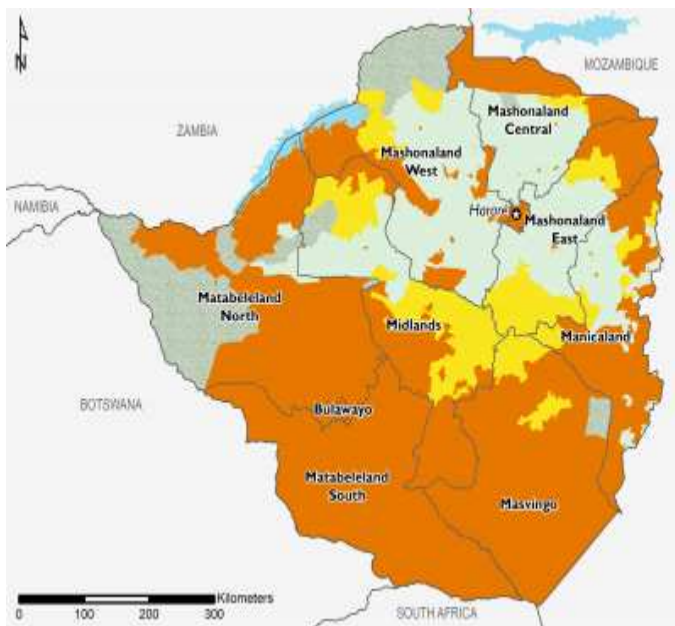 N
MOZAMBIQUE
Mashonaland
Central
ZAMBIA
Mashonaland
West
NAMIBIA
Harare
Mashonaland
East
Matabeleland
North
Midlands
Manicaland
BOTSWANA
Bulawayo
Matabeleland
South
Masvingo
Kilometers
0 100 200 300
SOUTH AFRICA